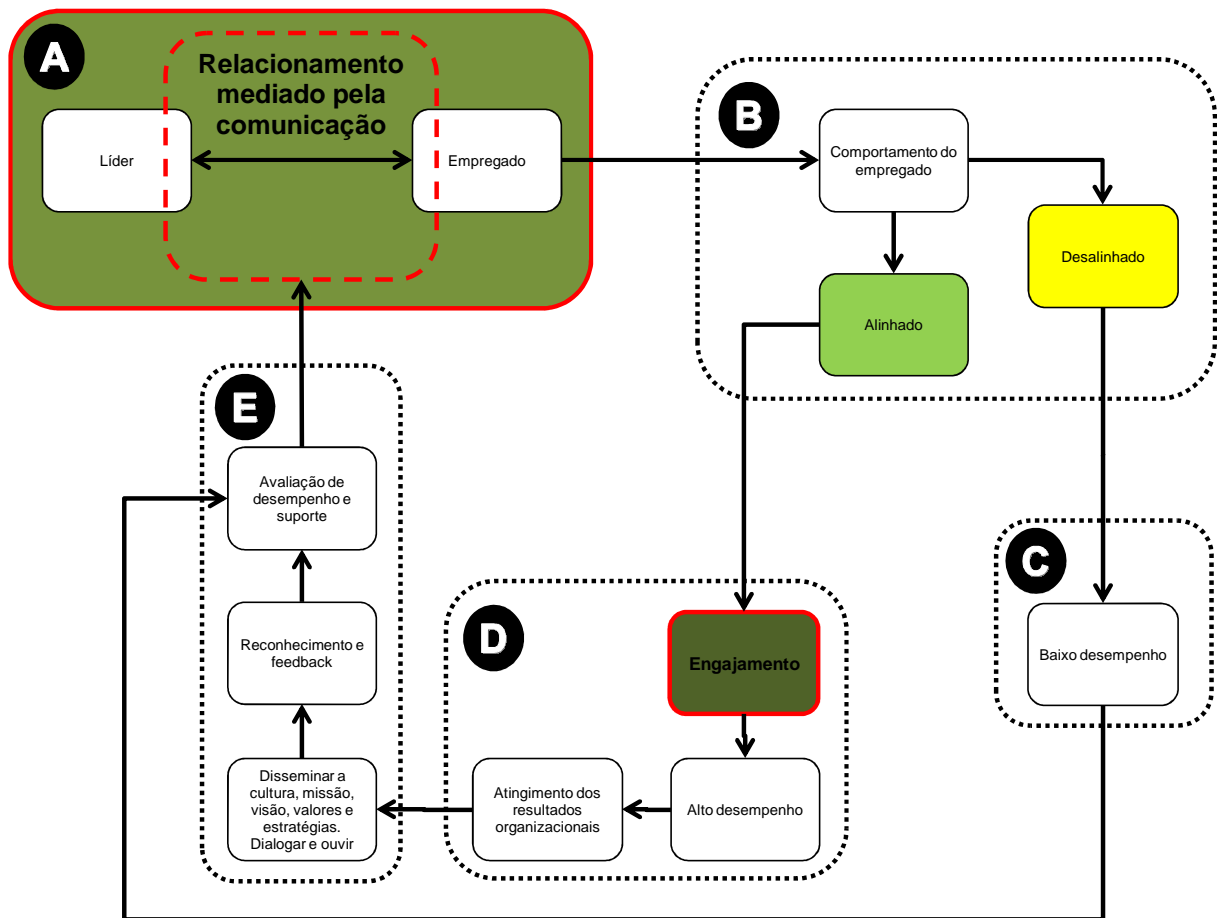 A
Relacionamento
mediado pela
comunicação
Líder
Empregado
B
Comportamento do
empregado
Desalinhado
Alinhado
E
Avaliação de
desempenho e
suporte
Reconhecimento e
feedback
Disseminar a
cultura, missão,
visão, valores e
estratégias.
Dialogar e ouvir
D
Engajamento
Atingimento dos
resultados
organizacionais
Alto desempenho
C
Baixo desempenho